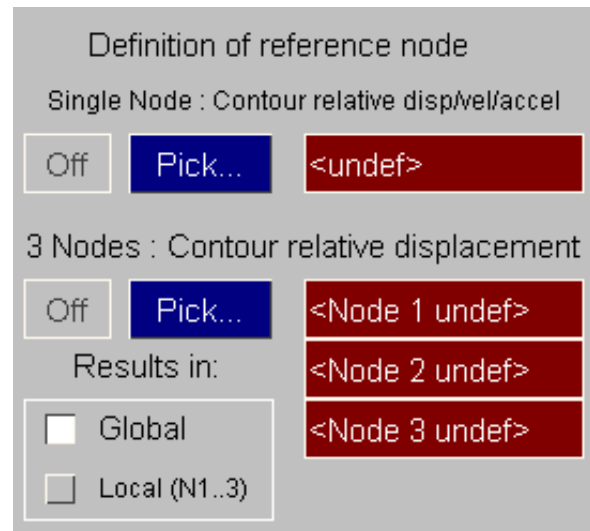 Definition of reference node
Single Node : Contour relative disp/vel/accel
Off Pick... <undef>
3 Nodes : Contour relative displacement
Off Pick... <Node 1 undef>
Results in: <Node 2 undef>
Global <Node 3 undef>
Local (N1..3)